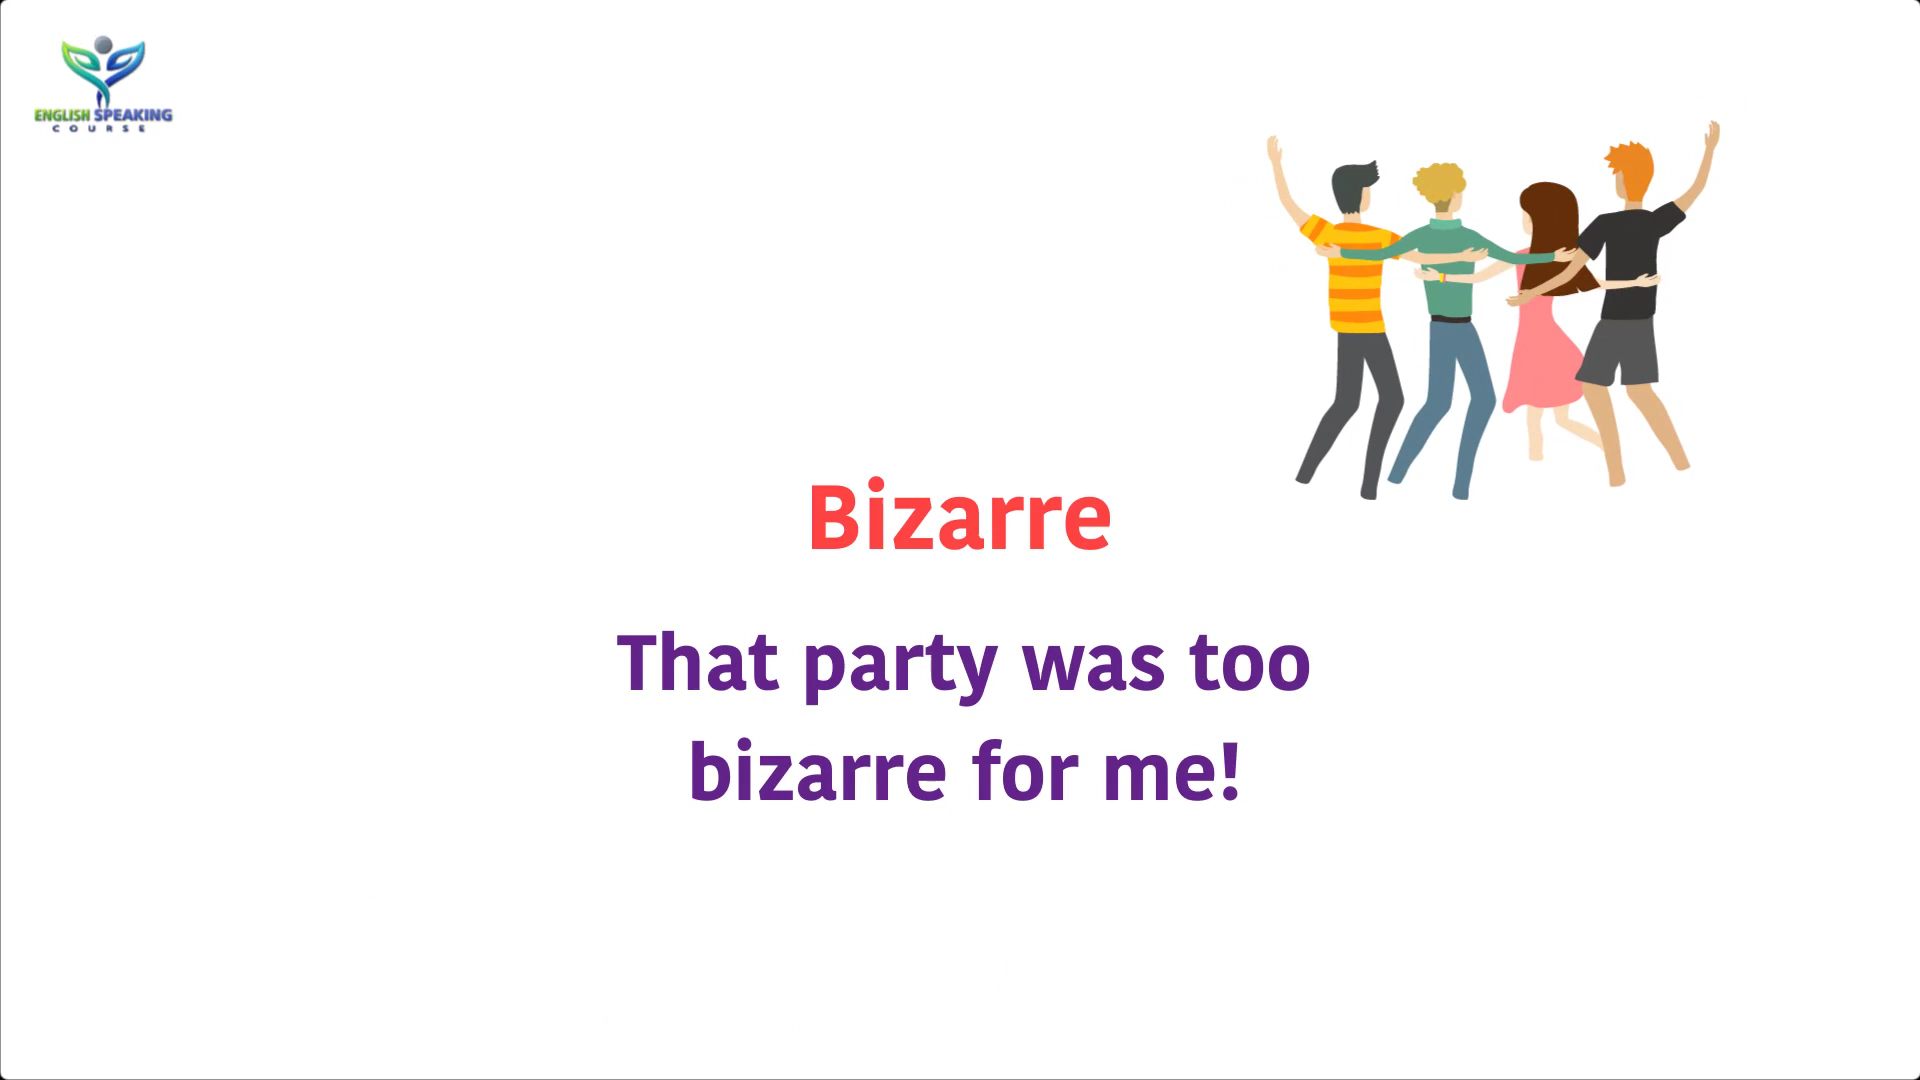 ENGLISH SPEAKING
COURSE
Bizarre
That party was too
bizarre for me!